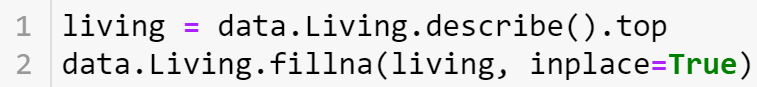 1 living = data.Living.describe().top
2 data.Living.fillna(living, inplace=True)